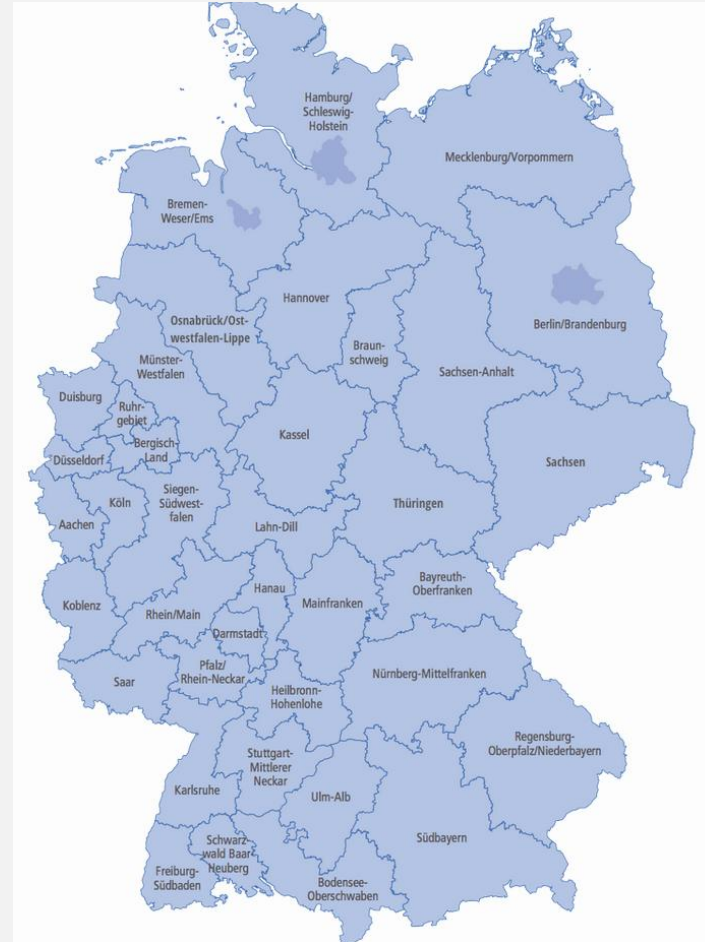 Hamburg/
Schleswig-
Holstein
Mecklenburg/Vorpommern
Bremen-
Weser/Ems
Hannover
Berlin/Brandenburg
Osnabrück/Ost-
westfalen-Lippe
Braun-
schweig
Münster-
Westfalen
Sachsen-Anhalt
Duisburg
Ruhr-
gebiet
Bergisch-
Land
Kassel
Düsseldorf
Sachsen
Siegen-
Südwest-
falen
Köln
Thüringen
Aachen
Lahn-Dill
Bayreuth-
Oberfranken
Hanau
Koblenz
Mainfranken
Rhein/Main
Darmstadt
Pfalz/
Rhein-Neckar
Nürnberg-Mittelfranken
Saar
Heilbronn-
Hohenlohe
Regensburg-
Oberpfalz/Niederbayern
Stuttgart-
Mittlerer
Neckar
Karlsruhe
Ulm-Alb
Südbayern
Schwarz-
wald Baar-
Heuberg
Freiburg-
Südbaden
Bodensee-
Oberschwaben